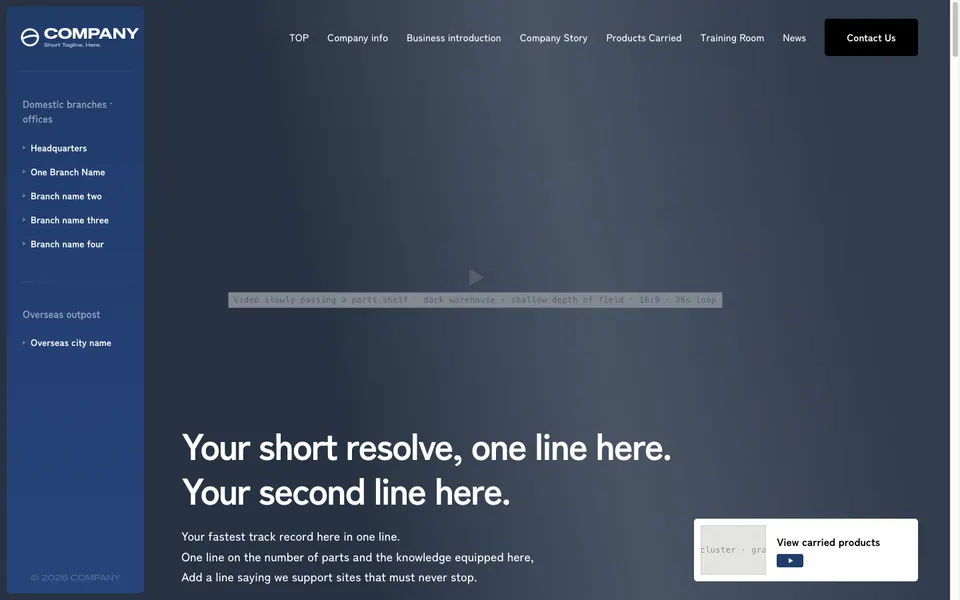 COMPANY
Short Tagline. Here.
Domestic branches ·
offices
Headquarters
One Branch Name
Branch name two
Branch name three
Branch name four
Overseas outpost
Overseas city name
© 2026 COMPANY
TOP
Company info
Business introduction
Company Story
Products Carried
Training Room
News
Contact Us
Video slowly passing a parts shelf dark warehouse · shallow depth of field · 16:9 · 36s loop
Your short resolve, one line here.
Your second line here.
Your fastest track record here in one line.
One line on the number of parts and the knowledge equipped here,
Add a line saying we support sites that must never stop.
cluster · gra
View carried products